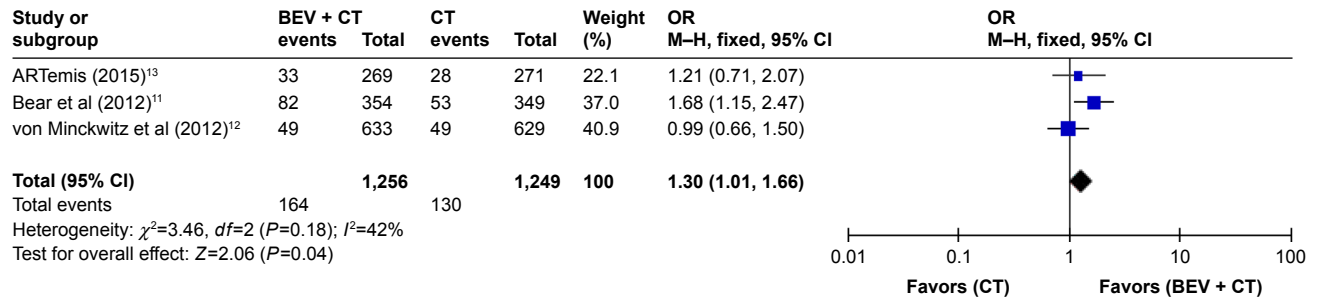 Study or subgroup BEV + CT events Total CT events Total Weight (%) OR M–H, fixed, 95% CI OR M–H, fixed, 95% CI
ARTemis (2015)¹³ 33 269 28 271 22.1 1.21 (0.71, 2.07)
Bear et al (2012)¹¹ 82 354 53 349 37.0 1.68 (1.15, 2.47)
von Minckwitz et al (2012)¹² 49 633 49 629 40.9 0.99 (0.66, 1.50)
Total (95% CI) 1,256 1,249 100 1.30 (1.01, 1.66)
Total events 164 130
Heterogeneity: χ²=3.46, df=2 (P=0.18); I²=42%
Test for overall effect: Z=2.06 (P=0.04)
0.01 0.1 1 10 100
Favors (CT) Favors (BEV + CT)